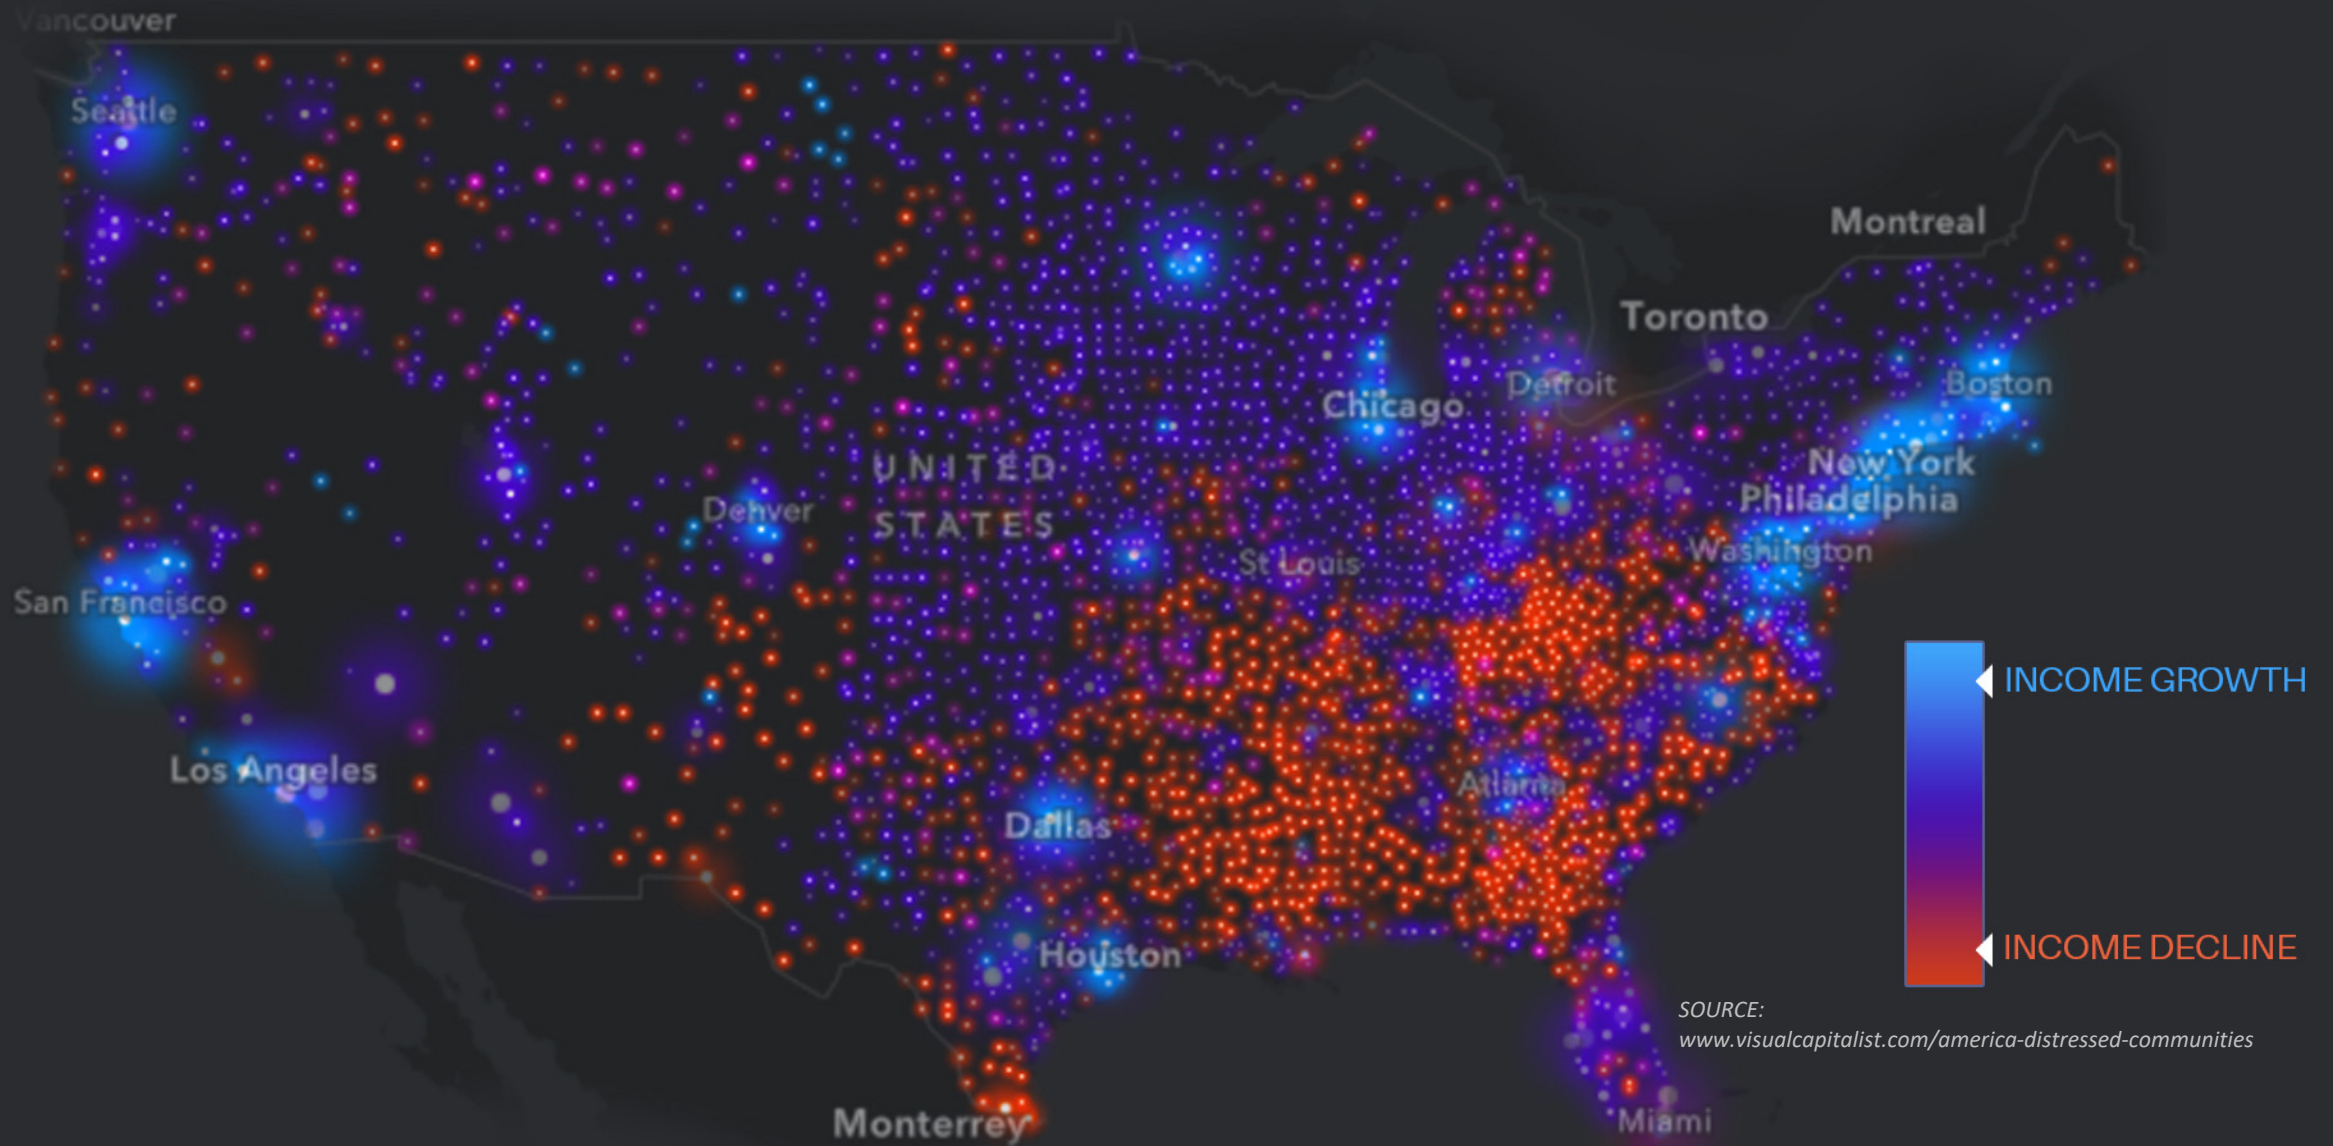 Vancouver
Seattle
Montreal
Toronto
Detroit
Boston
Chicago
New York
UNITED
STATES
Philadelphia
Denver
Washington
St Louis
San Francisco
INCOME GROWTH
Los Angeles
Atlanta
Dallas
INCOME DECLINE
Houston
SOURCE:
www.visualcapitalist.com/america-distressed-communities
Monterrey
Miami